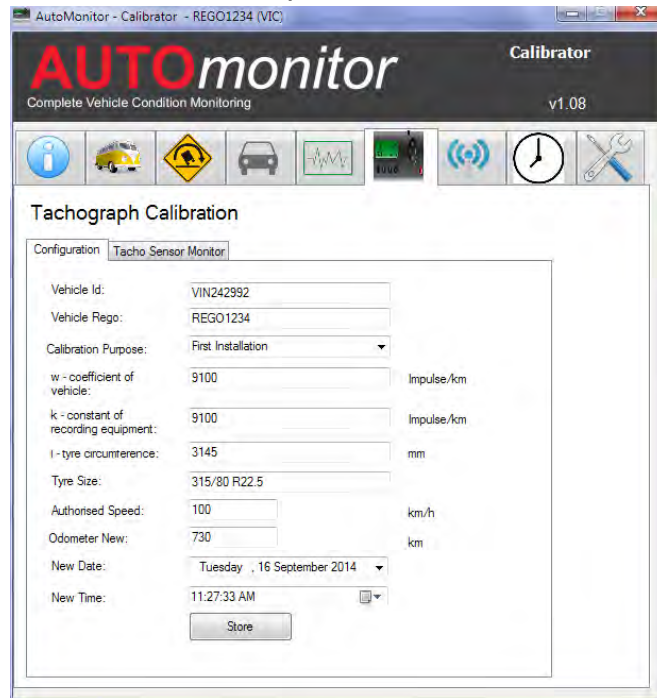 AutoMonitor - Calibrator - REGO1234 (VIC)
AUTOmonitor
Calibrator
Complete Vehicle Condition Monitoring
v1.08
Tachograph Calibration
Configuration Tacho Sensor Monitor
Vehicle Id: VIN242992
Vehicle Rego: REGO1234
Calibration Purpose: First Installation
w - coefficient of
vehicle: 9100 Impulse/km
k - constant of
recording equipment: 9100 Impulse/km
l - tyre circumterence: 3145 mm
Tyre Size: 315/80 R22.5
Authorised Speed: 100 km/h
Odometer New: 730 km
New Date: Tuesday , 16 September 2014
New Time: 11:27:33 AM
Store